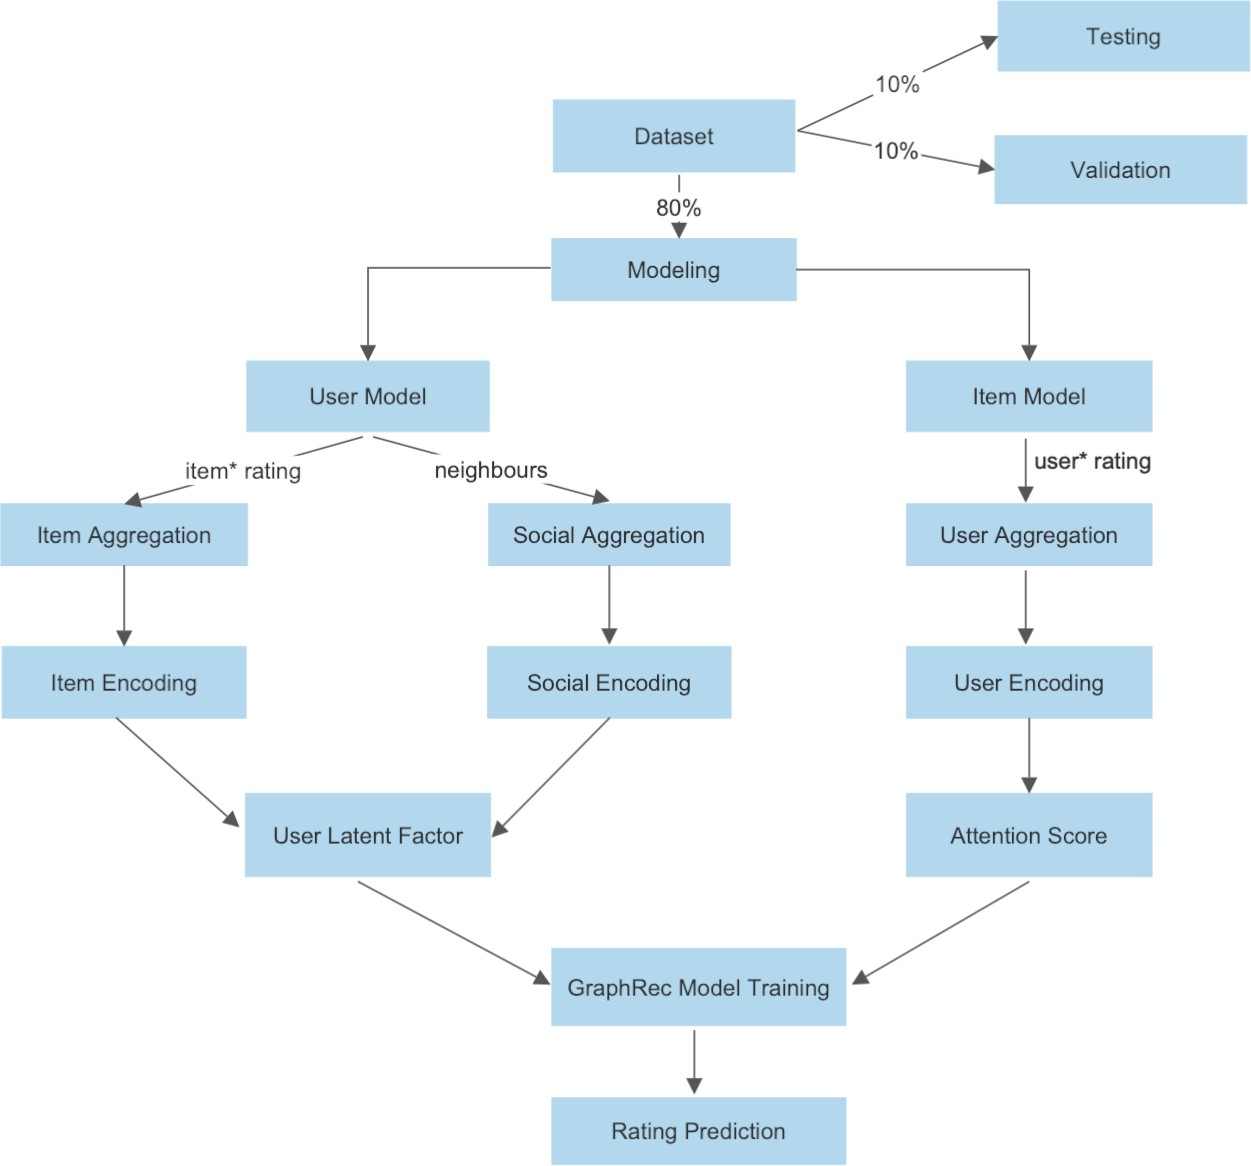 Testing
10%
Dataset
10%
Validation
80%
Modeling
User Model
Item Model
item* rating
neighbours
user* rating
Item Aggregation
Social Aggregation
User Aggregation
Item Encoding
Social Encoding
User Encoding
User Latent Factor
Attention Score
GraphRec Model Training
Rating Prediction